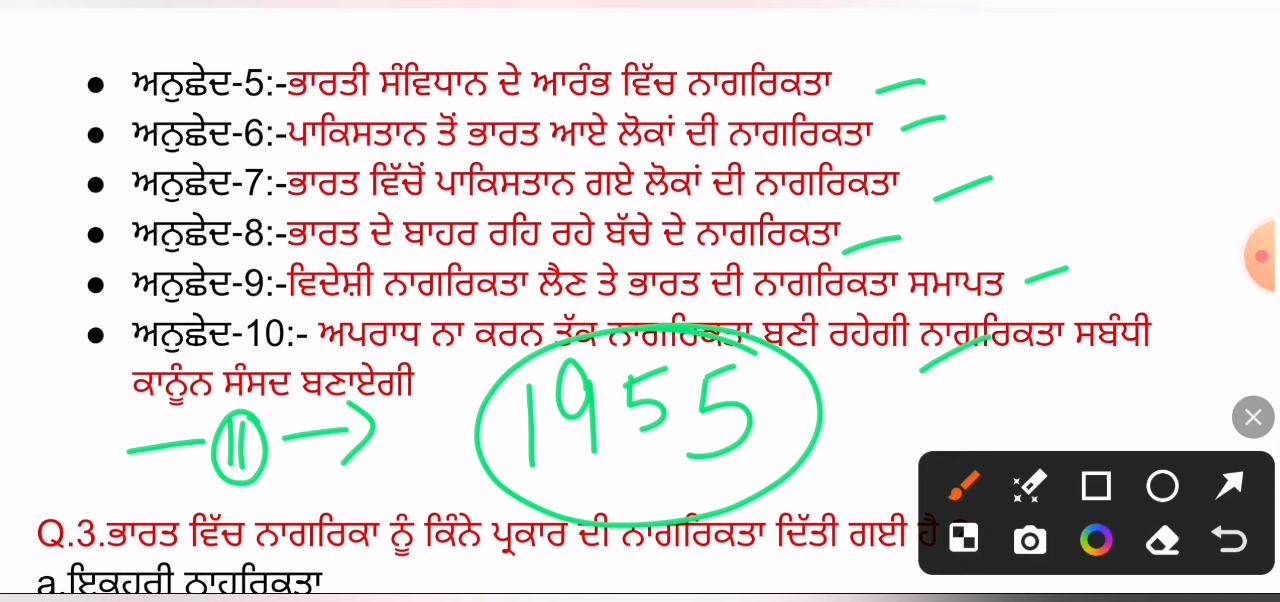 ● ਅਨੁਛੇਦ-5:-ਭਾਰਤੀ ਸੰਵਿਧਾਨ ਦੇ ਆਰੰਭ ਵਿੱਚ ਨਾਗਰਿਕਤਾ
● ਅਨੁਛੇਦ-6:-ਪਾਕਿਸਤਾਨ ਤੋਂ ਭਾਰਤ ਆਏ ਲੋਕਾਂ ਦੀ ਨਾਗਰਿਕਤਾ
● ਅਨੁਛੇਦ-7:-ਭਾਰਤ ਵਿੱਚੋਂ ਪਾਕਿਸਤਾਨ ਗਏ ਲੋਕਾਂ ਦੀ ਨਾਗਰਿਕਤਾ
● ਅਨੁਛੇਦ-8:-ਭਾਰਤ ਦੇ ਬਾਹਰ ਰਹਿ ਰਹੇ ਬੱਚੇ ਦੇ ਨਾਗਰਿਕਤਾ
● ਅਨੁਛੇਦ-9:-ਵਿਦੇਸ਼ੀ ਨਾਗਰਿਕਤਾ ਲੈਣ ਤੇ ਭਾਰਤ ਦੀ ਨਾਗਰਿਕਤਾ ਸਮਾਪਤ
● ਅਨੁਛੇਦ-10:- ਅਪਰਾਧ ਨਾ ਕਰਨ ਤੱਕ ਨਾਗਰਿਕਤਾ ਬਣੀ ਰਹੇਗੀ ਨਾਗਰਿਕਤਾ ਸਬੰਧੀ
ਕਾਨੂੰਨ ਸੰਸਦ ਬਣਾਏਗੀ
11
1955
Q.3.ਭਾਰਤ ਵਿੱਚ ਨਾਗਰਿਕਾ ਨੂੰ ਕਿੰਨੇ ਪ੍ਰਕਾਰ ਦੀ ਨਾਗਰਿਕਤਾ ਦਿੱਤੀ ਗਈ ਹੈ
a.ਇਕਹਰੀ ਨਾਹਰਿਕਤਾ